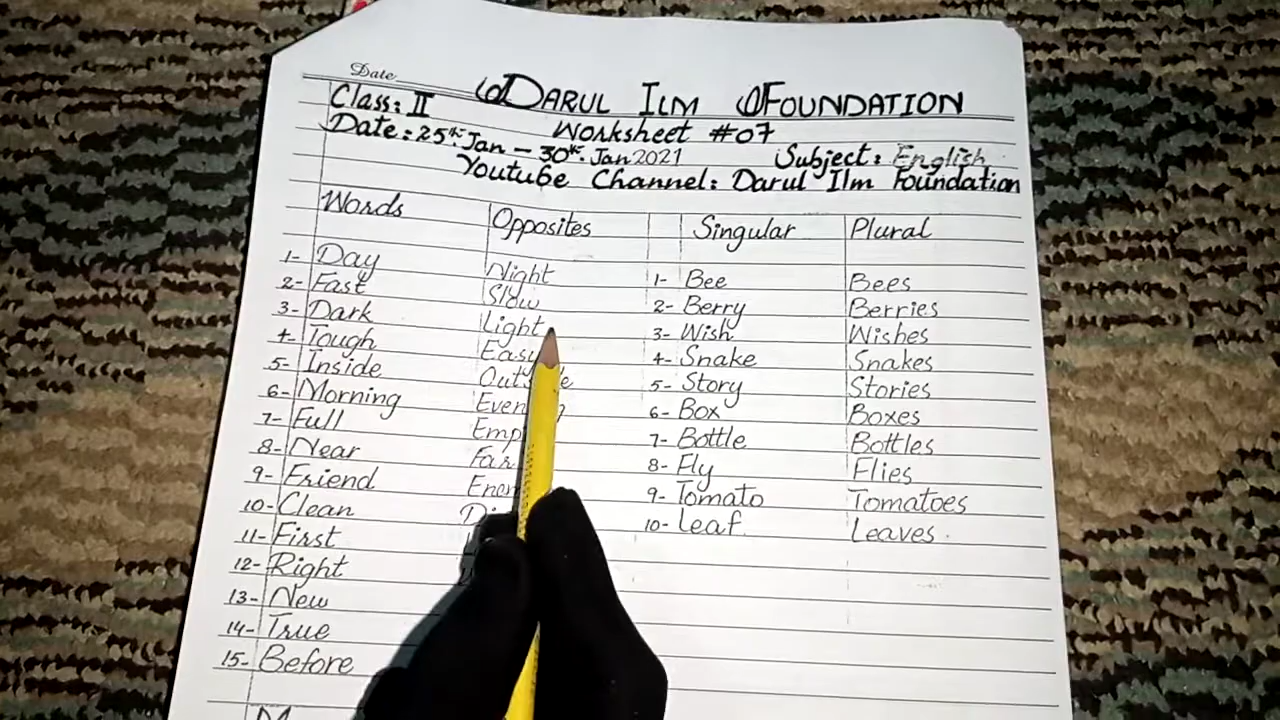 Date
DARUL ILM FOUNDATION
Class: II
Worksheet #07
Date: 25th. Jan – 30th. Jan 2021
Subject: English
Youtube Channel: Darul Ilm Foundation
Words Opposites Singular Plural
1- Day Night 1- Bee Bees
2- Fast Slow 2- Berry Berries
3- Dark Light 3- Wish Wishes
4- Tough Easy 4- Snake Snakes
5- Inside 5- Story Stories
6- Morning 6- Box Boxes
7- Full 7- Bottle Bottles
8- Near Far 8- Fly Flies
9- Friend 9- Tomato Tomatoes
10- Clean 10- Leaf Leaves
11- First
12- Right
13- New
14- True
15- Before